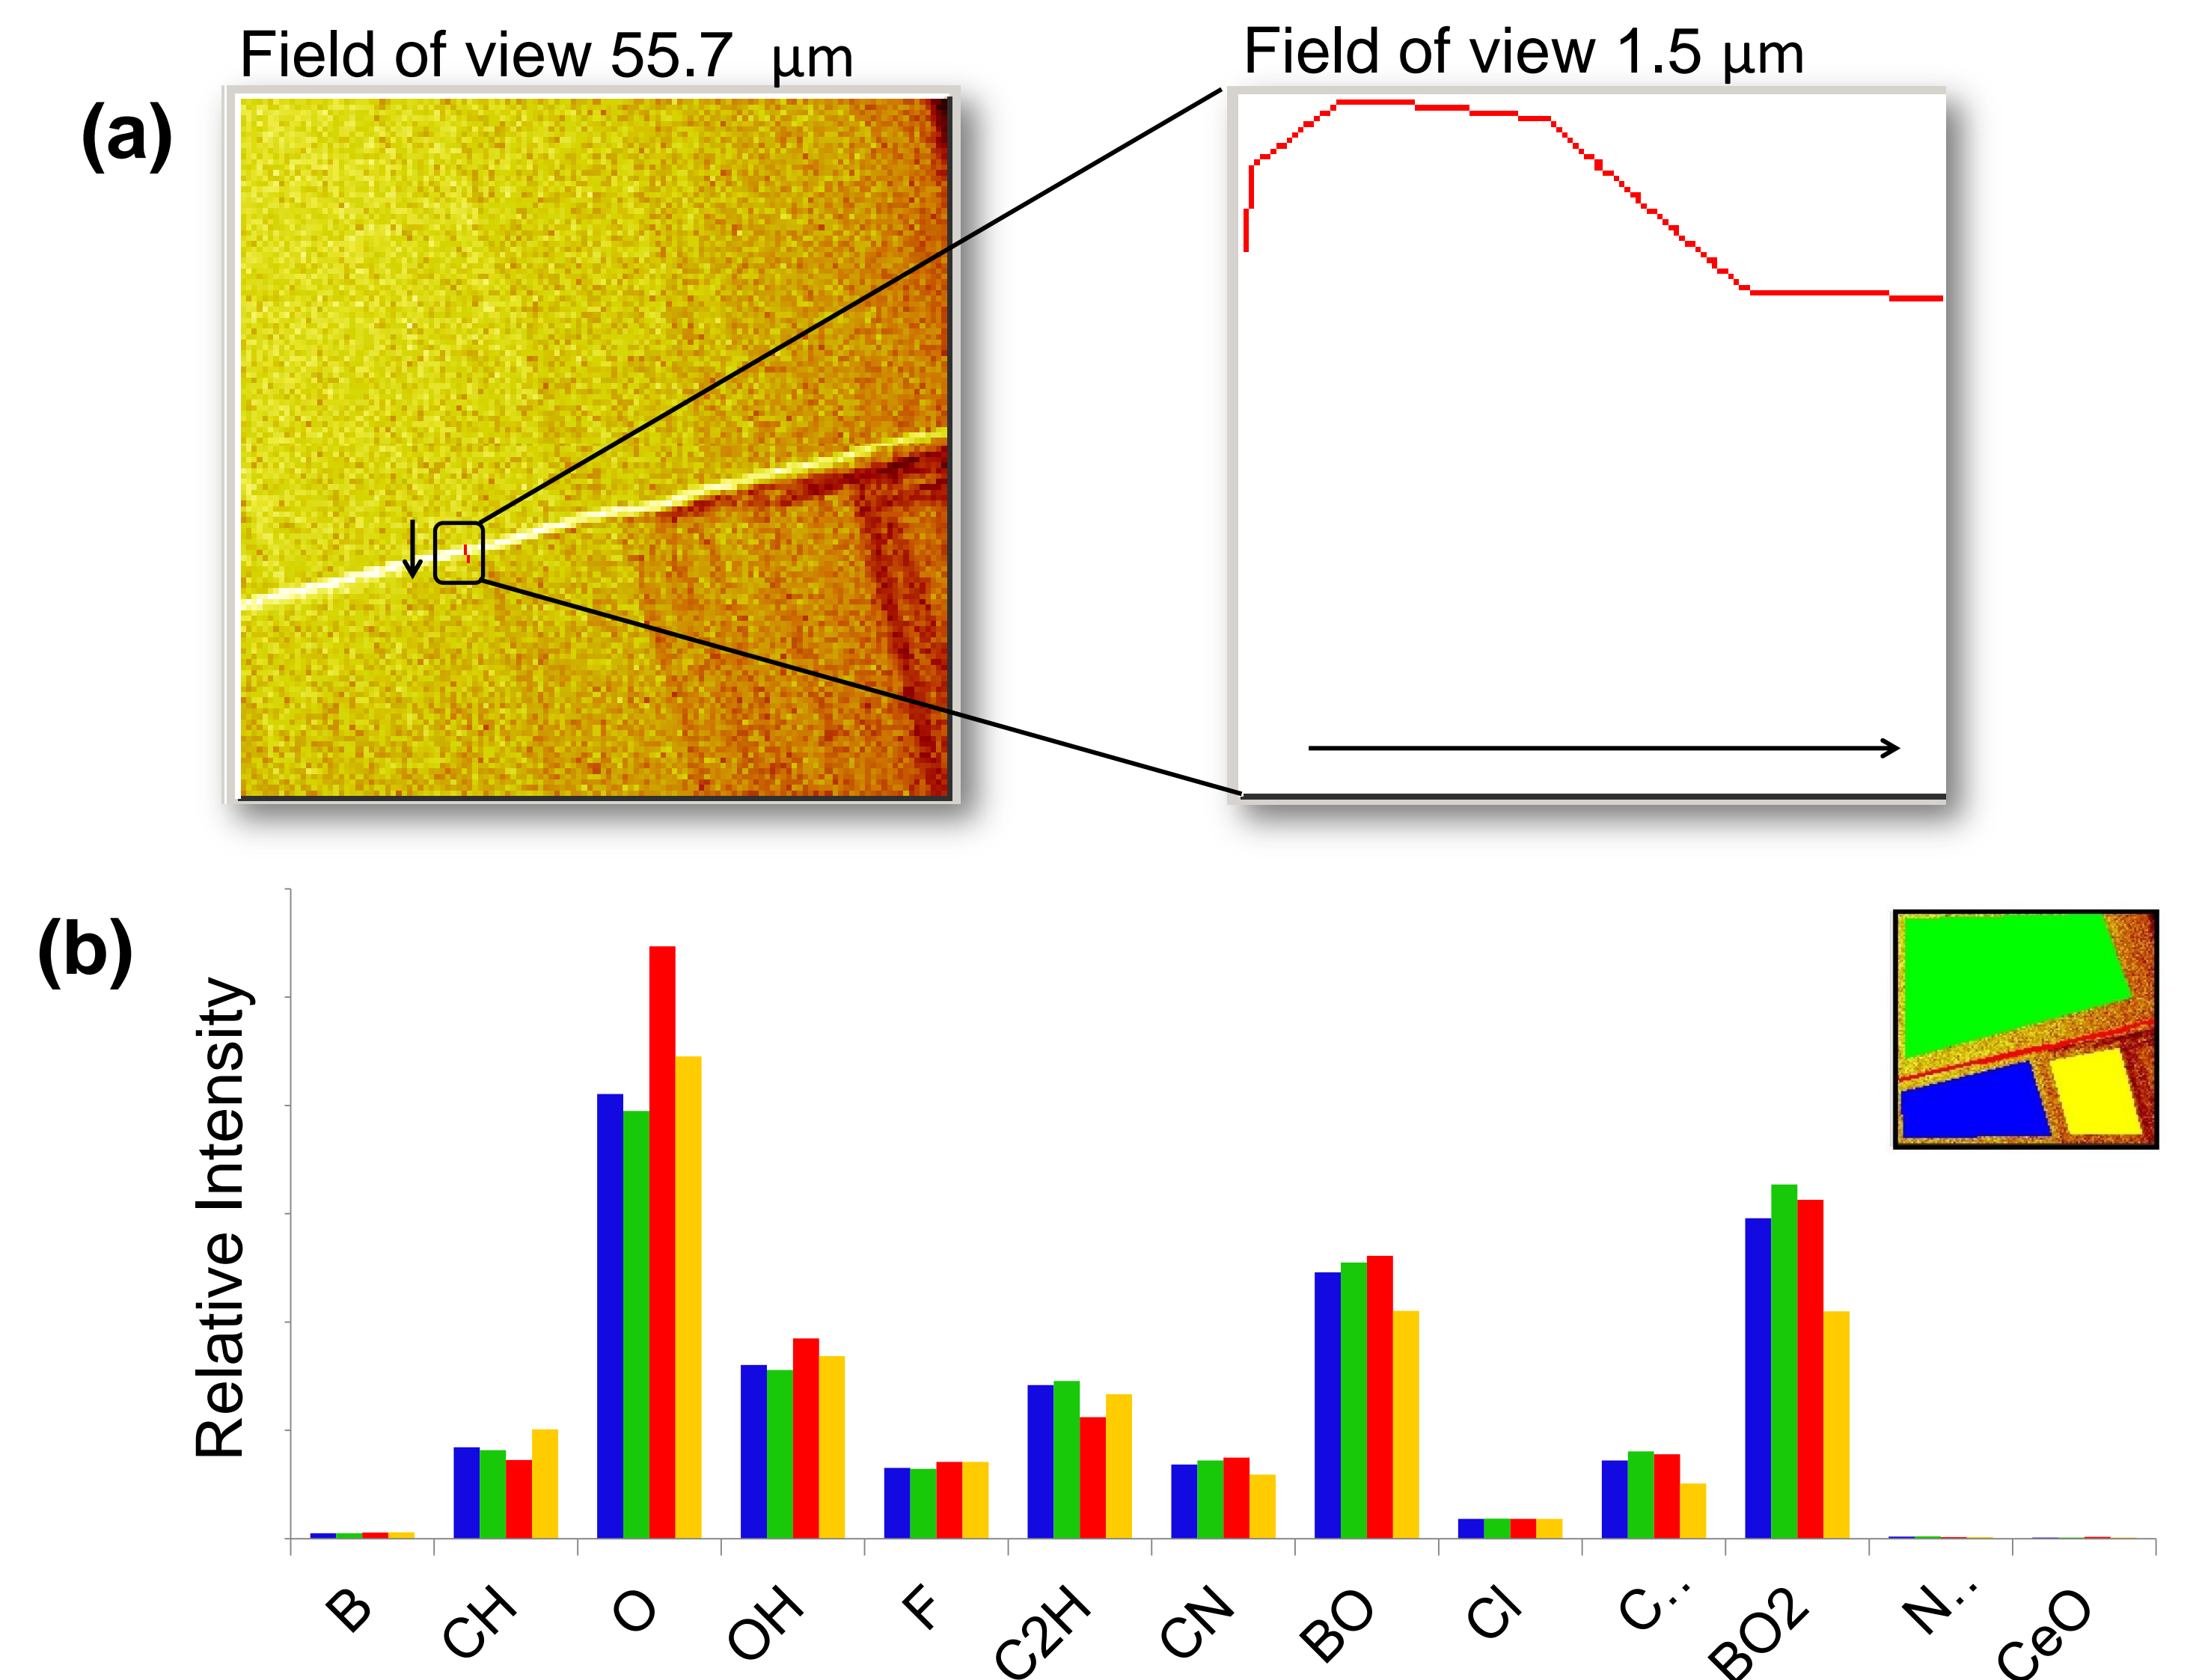 Field of view 55.7 µm
Field of view 1.5 µm
(a)
(b)
Relative Intensity
B
CH
O
OH
F
C2H
CN
BO
Cl
C..
BO2
N..
CeO